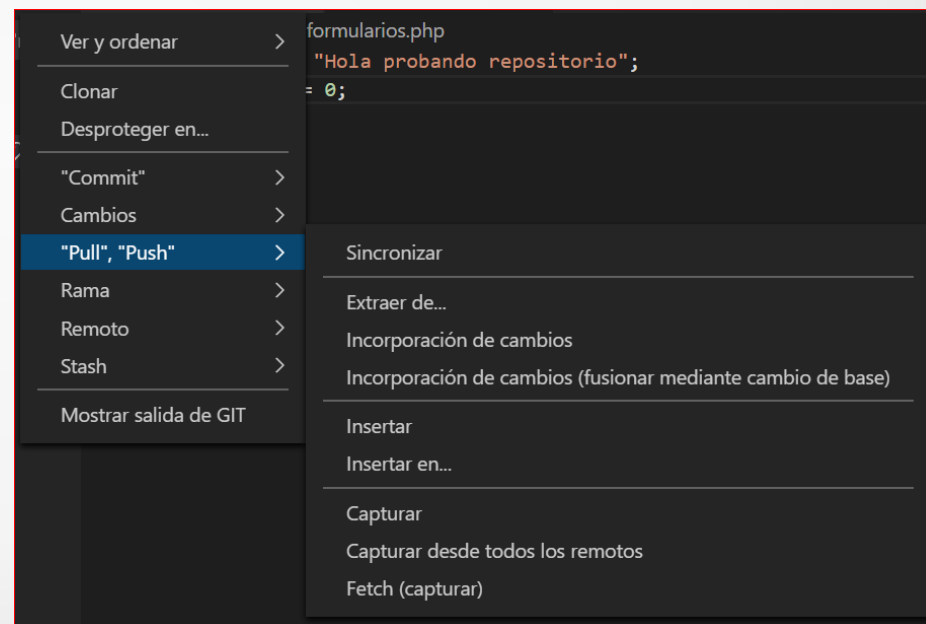 Ver y ordenar
Clonar
Desproteger en...
"Commit"
Cambios
"Pull", "Push"
Rama
Remoto
Stash
Mostrar salida de GIT
formularios.php
"Hola probando repositorio";
= 0;
Sincronizar
Extraer de...
Incorporación de cambios
Incorporación de cambios (fusionar mediante cambio de base)
Insertar
Insertar en...
Capturar
Capturar desde todos los remotos
Fetch (capturar)